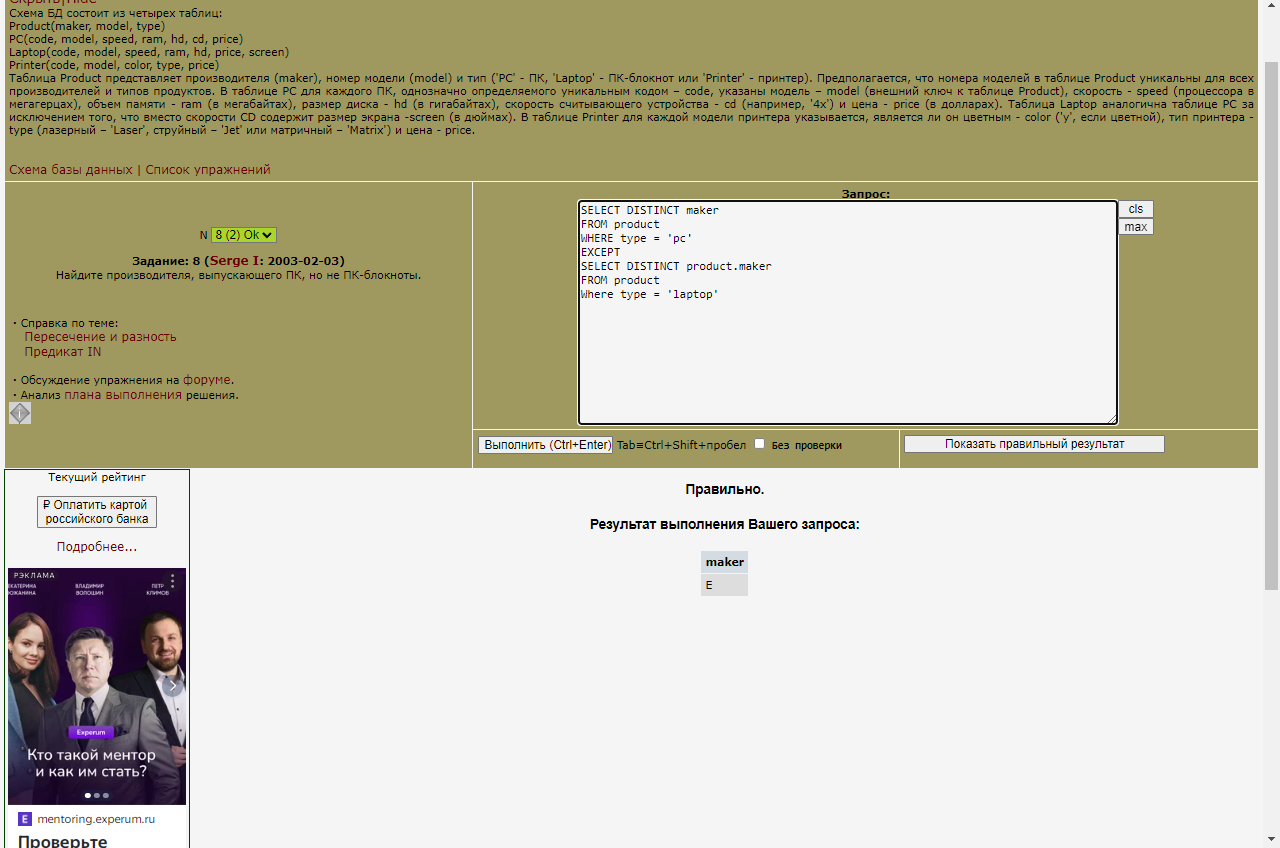 Скрыть|Hide
Схема БД состоит из четырех таблиц:
Product(maker, model, type)
PC(code, model, speed, ram, hd, cd, price)
Laptop(code, model, speed, ram, hd, price, screen)
Printer(code, model, color, type, price)
Таблица Product представляет производителя (maker), номер модели (model) и тип ('PC' - ПК, 'Laptop' - ПК-блокнот или 'Printer' - принтер). Предполагается, что номера моделей в таблице Product уникальны для всех
производителей и типов продуктов. В таблице PC для каждого ПК, однозначно определяемого уникальным кодом – code, указаны модель – model (внешний ключ к таблице Product), скорость - speed (процессора в
мегагерцах), объем памяти - ram (в мегабайтах), размер диска - hd (в гигабайтах), скорость считывающего устройства - cd (например, '4x') и цена - price (в долларах). Таблица Laptop аналогична таблице РС за
исключением того, что вместо скорости CD содержит размер экрана -screen (в дюймах). В таблице Printer для каждой модели принтера указывается, является ли он цветным - color ('y', если цветной), тип принтера -
type (лазерный – 'Laser', струйный – 'Jet' или матричный – 'Matrix') и цена - price.
Схема базы данных | Список упражнений
N 8 (2) Ok
Задание: 8 (Serge I: 2003-02-03)
Найдите производителя, выпускающего ПК, но не ПК-блокноты.
· Справка по теме:
Пересечение и разность
Предикат IN
· Обсуждение упражнения на форуме.
· Анализ плана выполнения решения.
Запрос:
SELECT DISTINCT maker
FROM product
WHERE type = 'pc'
EXCEPT
SELECT DISTINCT product.maker
FROM product
Where type = 'laptop'
cls
max
Выполнить (Ctrl+Enter) Tab≡Ctrl+Shift+пробел Без проверки
Показать правильный результат
Текущий рейтинг
₽ Оплатить картой
российского банка
Подробнее...
Правильно.
Результат выполнения Вашего запроса:
maker
E
РЭКЛАМА
ЕКАТЕРИНА
ЮЖАНИНА
ВЛАДИМИР
ВОЛОШИН
ПЕТР
КЛИМОВ
Experum
Кто такой ментор
и как им стать?
E mentoring.experum.ru
Проверьте